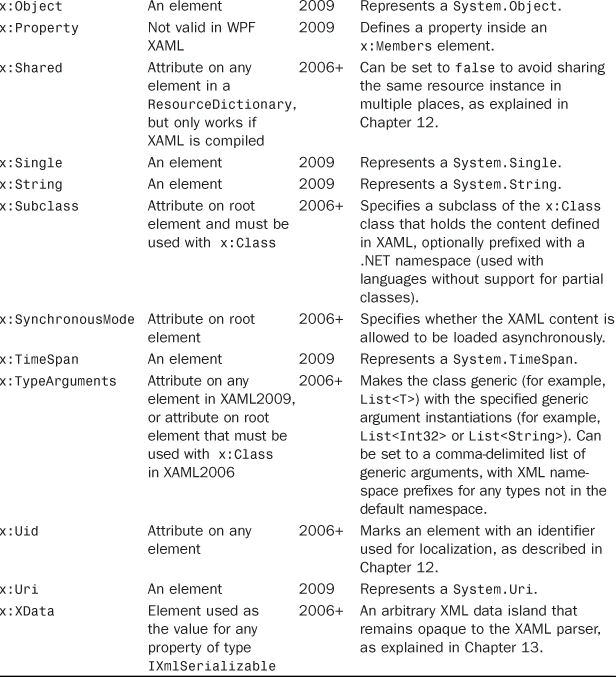 x:Object An element 2009 Represents a System.Object.
x:Property Not valid in WPF 2009 Defines a property inside an
XAML x:Members element.
x:Shared Attribute on any 2006+ Can be set to false to avoid sharing
element in a the same resource instance in
ResourceDictionary, multiple places, as explained in
but only works if Chapter 12.
XAML is compiled
x:Single An element 2009 Represents a System.Single.
x:String An element 2009 Represents a System.String.
x:Subclass Attribute on root 2006+ Specifies a subclass of the x:Class
element and must be class that holds the content defined
used with x:Class in XAML, optionally prefixed with a
.NET namespace (used with
languages without support for partial
classes).
x:SynchronousMode Attribute on root 2006+ Specifies whether the XAML content is
element allowed to be loaded asynchronously.
x:TimeSpan An element 2009 Represents a System.TimeSpan.
x:TypeArguments Attribute on any 2006+ Makes the class generic (for example,
element in XAML2009, List<T>) with the specified generic
or attribute on root argument instantiations (for example,
element that must be List<Int32> or List<String>). Can
used with x:Class be set to a comma-delimited list of
in XAML2006 generic arguments, with XML name-
space prefixes for any types not in the
default namespace.
x:Uid Attribute on any 2006+ Marks an element with an identifier
element used for localization, as described in
Chapter 12.
x:Uri An element 2009 Represents a System.Uri.
x:XData Element used as 2006+ An arbitrary XML data island that
the value for any remains opaque to the XAML parser,
property of type as explained in Chapter 13.
IXmlSerializable